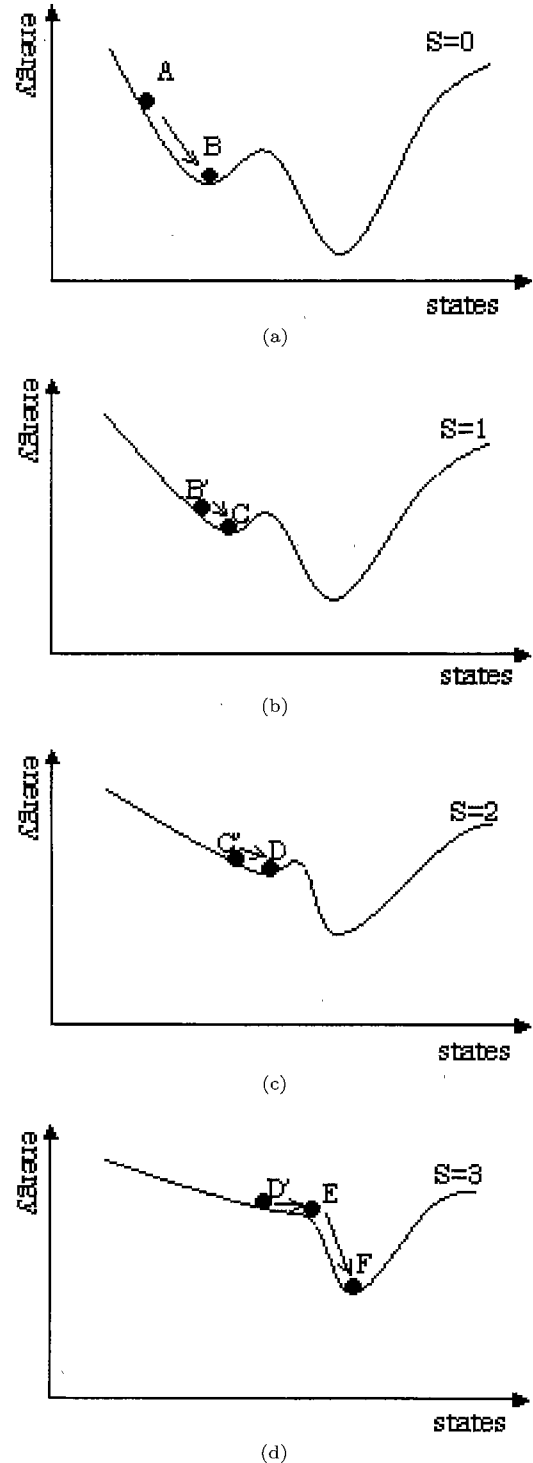 energy
S=0
A
B
states
(a)
energy
S=1
B'
C
states
(b)
energy
S=2
C'
D
states
(c)
energy
S=3
D'
E
F
states
(d)